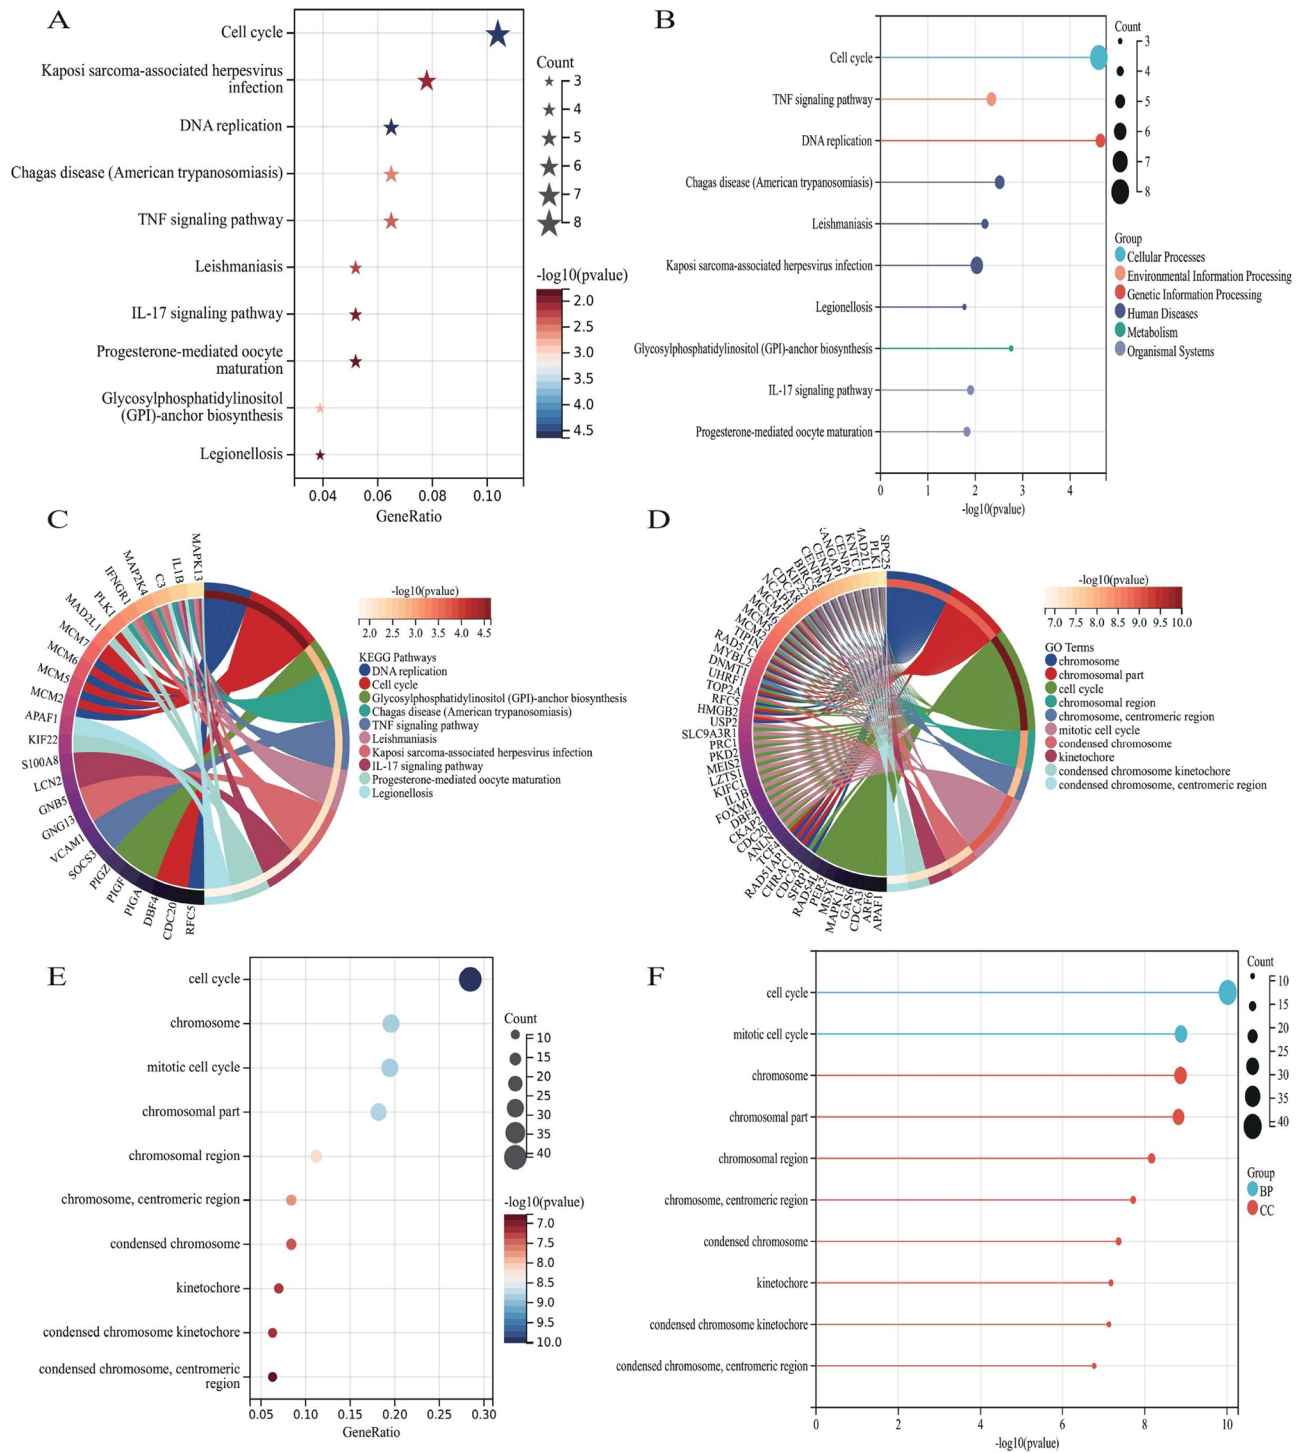 A
Cell cycle
Kaposi sarcoma-associated herpesvirus
infection
DNA replication
Chagas disease (American trypanosomiasis)
TNF signaling pathway
Leishmaniasis
IL-17 signaling pathway
Progesterone-mediated oocyte
maturation
Glycosylphosphatidylinositol
(GPI)-anchor biosynthesis
Legionellosis
0.04 0.06 0.08 0.10
GeneRatio
Count
3
4
5
6
7
8
-log10(pvalue)
2.0
2.5
3.0
3.5
4.0
4.5
B
Cell cycle
TNF signaling pathway
DNA replication
Chagas disease (American trypanosomiasis)
Leishmaniasis
Kaposi sarcoma-associated herpesvirus infection
Legionellosis
Glycosylphosphatidylinositol (GPI)-anchor biosynthesis
IL-17 signaling pathway
Progesterone-mediated oocyte maturation
0 1 2 3 4
-log10(pvalue)
Count
3
4
5
6
7
8
Group
Cellular Processes
Environmental Information Processing
Genetic Information Processing
Human Diseases
Metabolism
Organismal Systems
C
MAPK13
IL1B
C3
MAP2K4
IFNGR1
PLK1
MAD2L1
MCM7
MCM6
MCM5
MCM2
APAF1
KIF22
S100A8
LCN2
GNB5
GNG13
VCAM1
SOCS3
PIGZ
PIGF
PIGA
DBF4
CDC20
RFC5
-log10(pvalue)
2.0 2.5 3.0 3.5 4.0 4.5
KEGG Pathways
DNA replication
Cell cycle
Glycosylphosphatidylinositol (GPI)-anchor biosynthesis
Chagas disease (American trypanosomiasis)
TNF signaling pathway
Leishmaniasis
Kaposi sarcoma-associated herpesvirus infection
IL-17 signaling pathway
Progesterone-mediated oocyte maturation
Legionellosis
D
SPC25
PLK1
MAD2L1
KNTC1
CENPA
CENPN
CENPM
BIRC5
KIF22
CDCA8
NCAPH
MCM7
MCM6
MCM5
MCM2
TIPIN
RAD51C
MYBL2
DNMT1
UHRF1
TOP2A
RFC5
HMGB2
USP2
SLC9A3R1
PRC1
PKD2
MEIS2
LZTS1
KIFC1
IL1B
FOXM1
DBF4
CKAP2
CDC20
ANLN
TCF4
RAD51AP1
CHRAC1
CDCA2
SFRP1
RAD54L
PER2
MSX1
MAPK13
GAS6
CDCA3
ARF6
APAF1
-log10(pvalue)
7.0 7.5 8.0 8.5 9.0 9.5 10.0
GO Terms
chromosome
chromosomal part
cell cycle
chromosomal region
chromosome, centromeric region
mitotic cell cycle
condensed chromosome
kinetochore
condensed chromosome kinetochore
condensed chromosome, centromeric region
E
cell cycle
chromosome
mitotic cell cycle
chromosomal part
chromosomal region
chromosome, centromeric region
condensed chromosome
kinetochore
condensed chromosome kinetochore
condensed chromosome, centromeric
region
0.05 0.10 0.15 0.20 0.25 0.30
GeneRatio
Count
10
15
20
25
30
35
40
-log10(pvalue)
7.0
7.5
8.0
8.5
9.0
9.5
10.0
F
cell cycle
mitotic cell cycle
chromosome
chromosomal part
chromosomal region
chromosome, centromeric region
condensed chromosome
kinetochore
condensed chromosome kinetochore
condensed chromosome, centromeric region
0 2 4 6 8 10
-log10(pvalue)
Count
10
15
20
25
30
35
40
Group
BP
CC